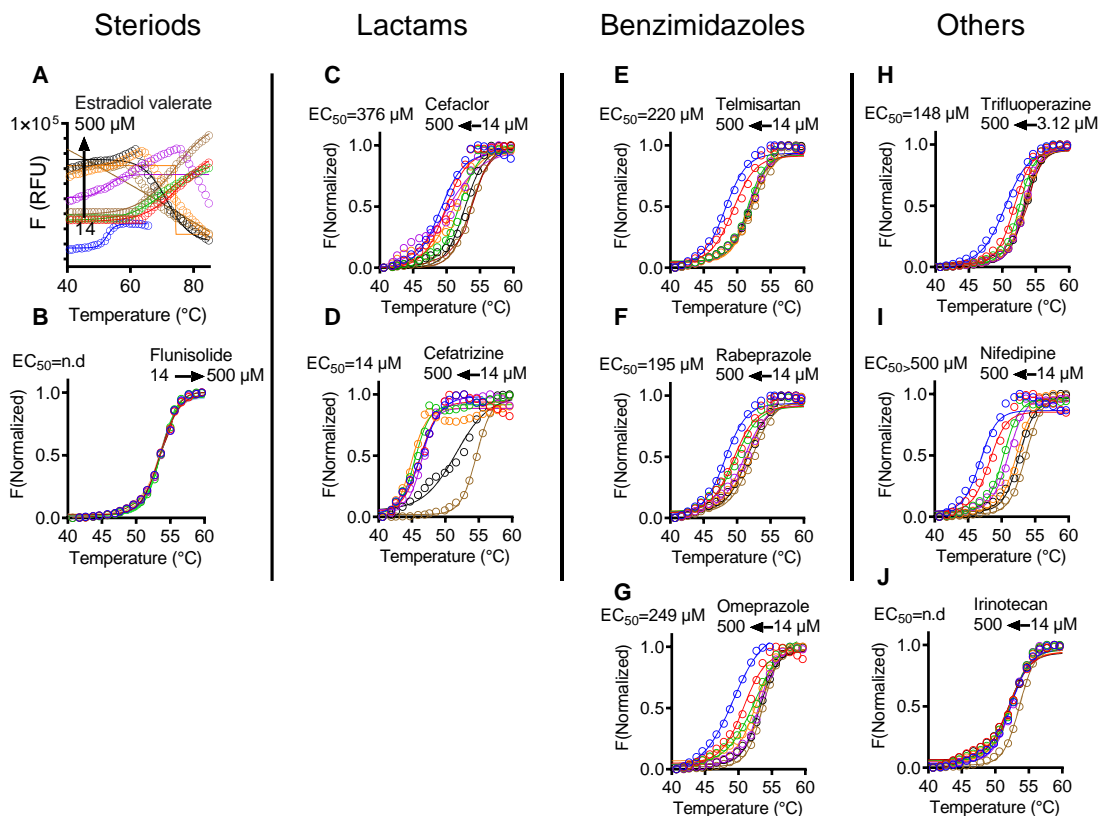 Steriods
Lactams
Benzimidazoles
Others
A
Estradiol valerate
500 µM
1×10⁵
F (RFU)
14
40 60 80
Temperature (°C)
B
EC50=n.d
Flunisolide
14 500 µM
F(Normalized)
1.0
0.5
0.0
40 45 50 55 60
Temperature (°C)
C
EC50=376 µM
Cefaclor
500 14 µM
F(Normalized)
1.0
0.5
0.0
40 45 50 55 60
Temperature (°C)
D
EC50=14 µM
Cefatrizine
500 14 µM
F(Normalized)
1.0
0.5
0.0
40 45 50 55 60
Temperature (°C)
E
EC50=220 µM
Telmisartan
500 14 µM
F(Normalized)
1.0
0.5
0.0
40 45 50 55 60
Temperature (°C)
F
EC50=195 µM
Rabeprazole
500 14 µM
F(Normalized)
1.0
0.5
0.0
40 45 50 55 60
Temperature (°C)
G
EC50=249 µM
Omeprazole
500 14 µM
F(Normalized)
1.0
0.5
0.0
40 45 50 55 60
Temperature (°C)
H
EC50=148 µM
Trifluoperazine
500 3.12 µM
F(Normalized)
1.0
0.5
0.0
40 45 50 55 60
Temperature (°C)
I
EC50>500 µM
Nifedipine
500 14 µM
F(Normalized)
1.0
0.5
0.0
40 45 50 55 60
Temperature (°C)
J
EC50=n.d
Irinotecan
500 14 µM
F(Normalized)
1.0
0.5
0.0
40 45 50 55 60
Temperature (°C)